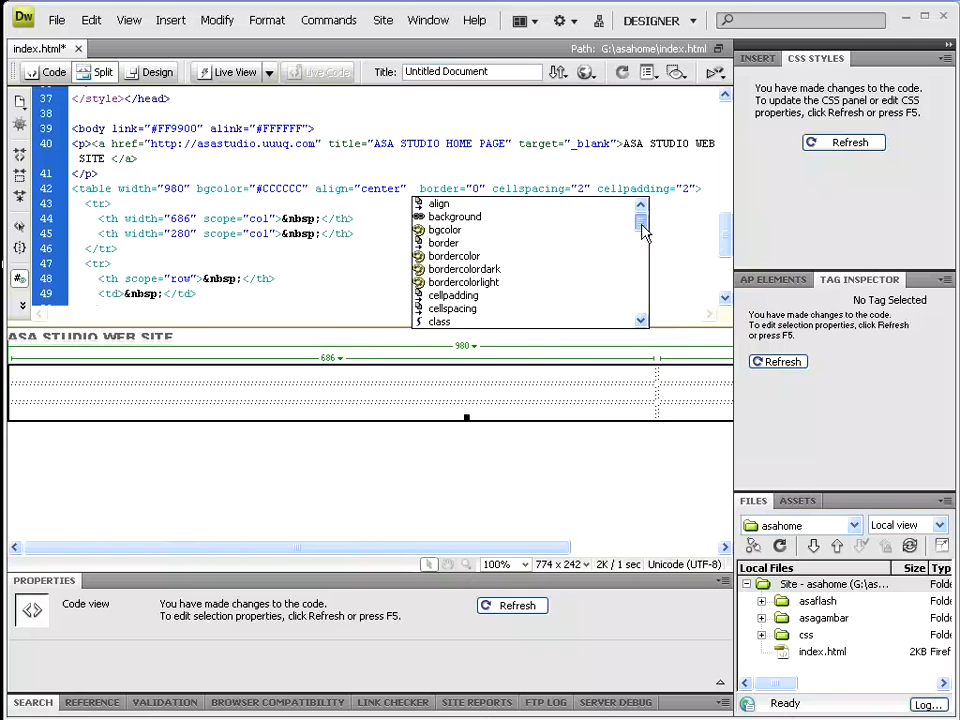 Dw File Edit View Insert Modify Format Commands Site Window Help DESIGNER
index.html* Path: G:\asahome\index.html
Code Split Design Live View Live Code Title: Untitled Document
37 </style></head>
38
39 <body link="#FF9900" alink="#FFFFFF">
40 <p><a href="http://asastudio.uuuq.com" title="ASA STUDIO HOME PAGE" target="_blank">ASA STUDIO WEB
SITE </a>
41 </p>
42 <table width="980" bgcolor="#CCCCCC" align="center" border="0" cellspacing="2" cellpadding="2">
43 <tr>
44 <th width="686" scope="col">&nbsp;</th>
45 <th width="280" scope="col">&nbsp;</th>
46 </tr>
47 <tr>
48 <th scope="row">&nbsp;</th>
49 <td>&nbsp;</td>
align
background
bgcolor
border
bordercolor
bordercolordark
bordercolorlight
cellpadding
cellspacing
class
ASA STUDIO WEB SITE
980
686
100% 774 x 242 2K / 1 sec Unicode (UTF-8)
PROPERTIES
Code view
You have made changes to the code.
To edit selection properties, click Refresh or press F5.
Refresh
SEARCH REFERENCE VALIDATION BROWSER COMPATIBILITY LINK CHECKER SITE REPORTS FTP LOG SERVER DEBUG
INSERT CSS STYLES
You have made changes to the code.
To update the CSS panel or edit CSS
properties, click Refresh or press F5.
Refresh
AP ELEMENTS TAG INSPECTOR
No Tag Selected
You have made changes to the code.
To edit selection properties, click Refresh
or press F5.
Refresh
FILES ASSETS
asahome Local view
Local Files Size Typ
Site - asahome (G:\as... Folde
asaflash Folde
asagambar Folde
css Folde
index.html 2KB Firef
Ready Log...